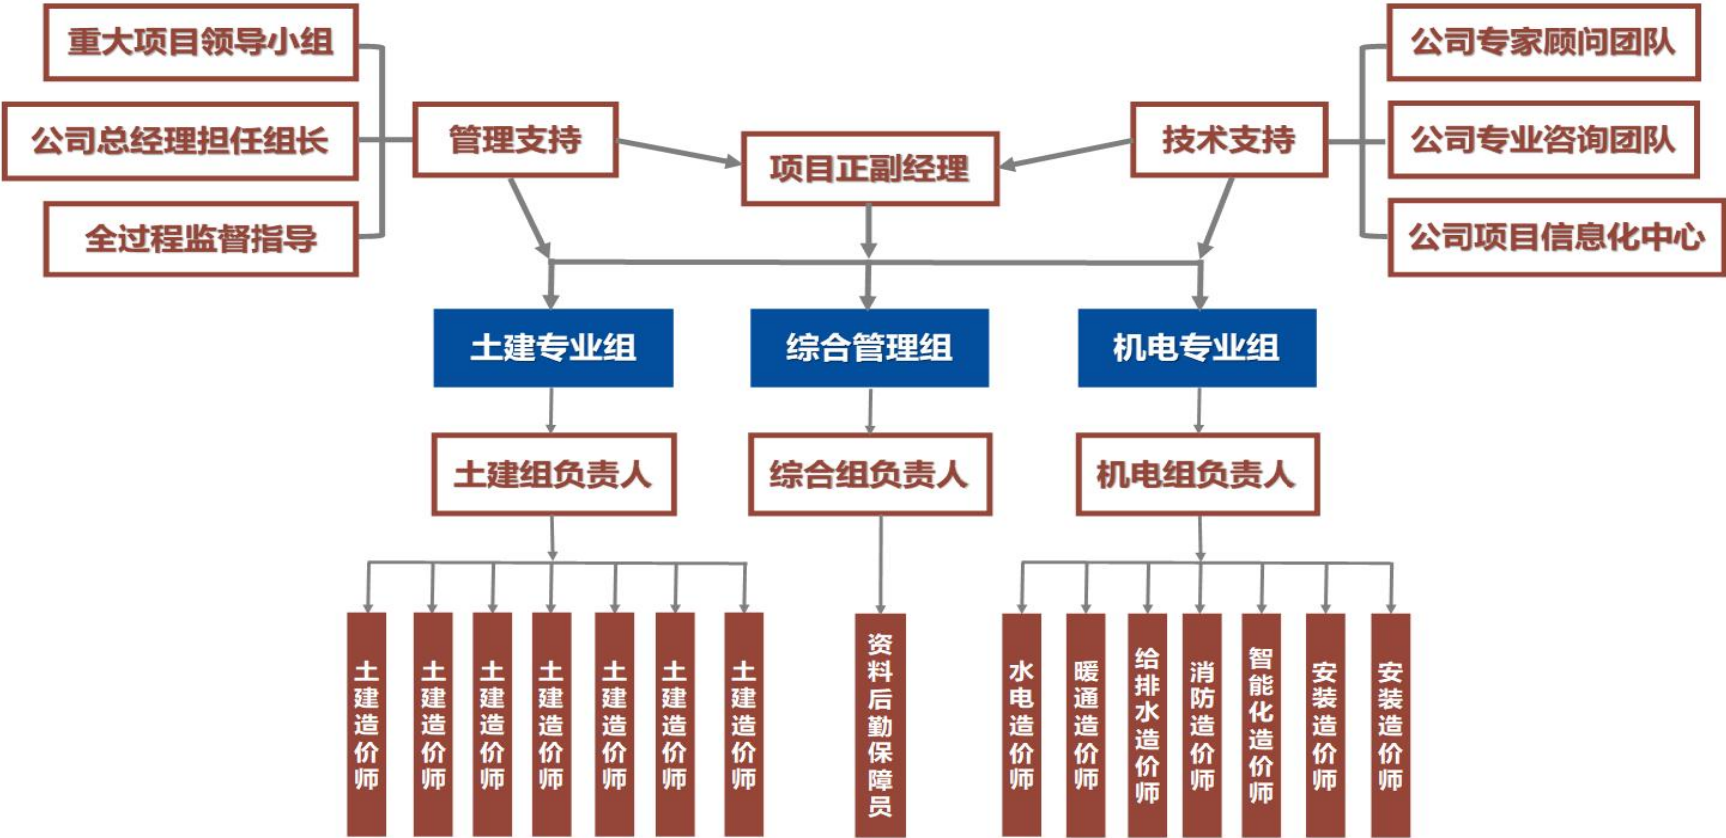 重大项目领导小组
公司专家顾问团队
公司总经理担任组长
管理支持
项目正副经理
技术支持
公司专业咨询团队
全过程监督指导
公司项目信息化中心
土建专业组
综合管理组
机电专业组
土建组负责人
综合组负责人
机电组负责人
土建造价师
土建造价师
土建造价师
土建造价师
土建造价师
土建造价师
土建造价师
资料后勤保障员
水电造价师
暖通造价师
给排水造价师
消防造价师
智能化造价师
安装造价师
安装造价师